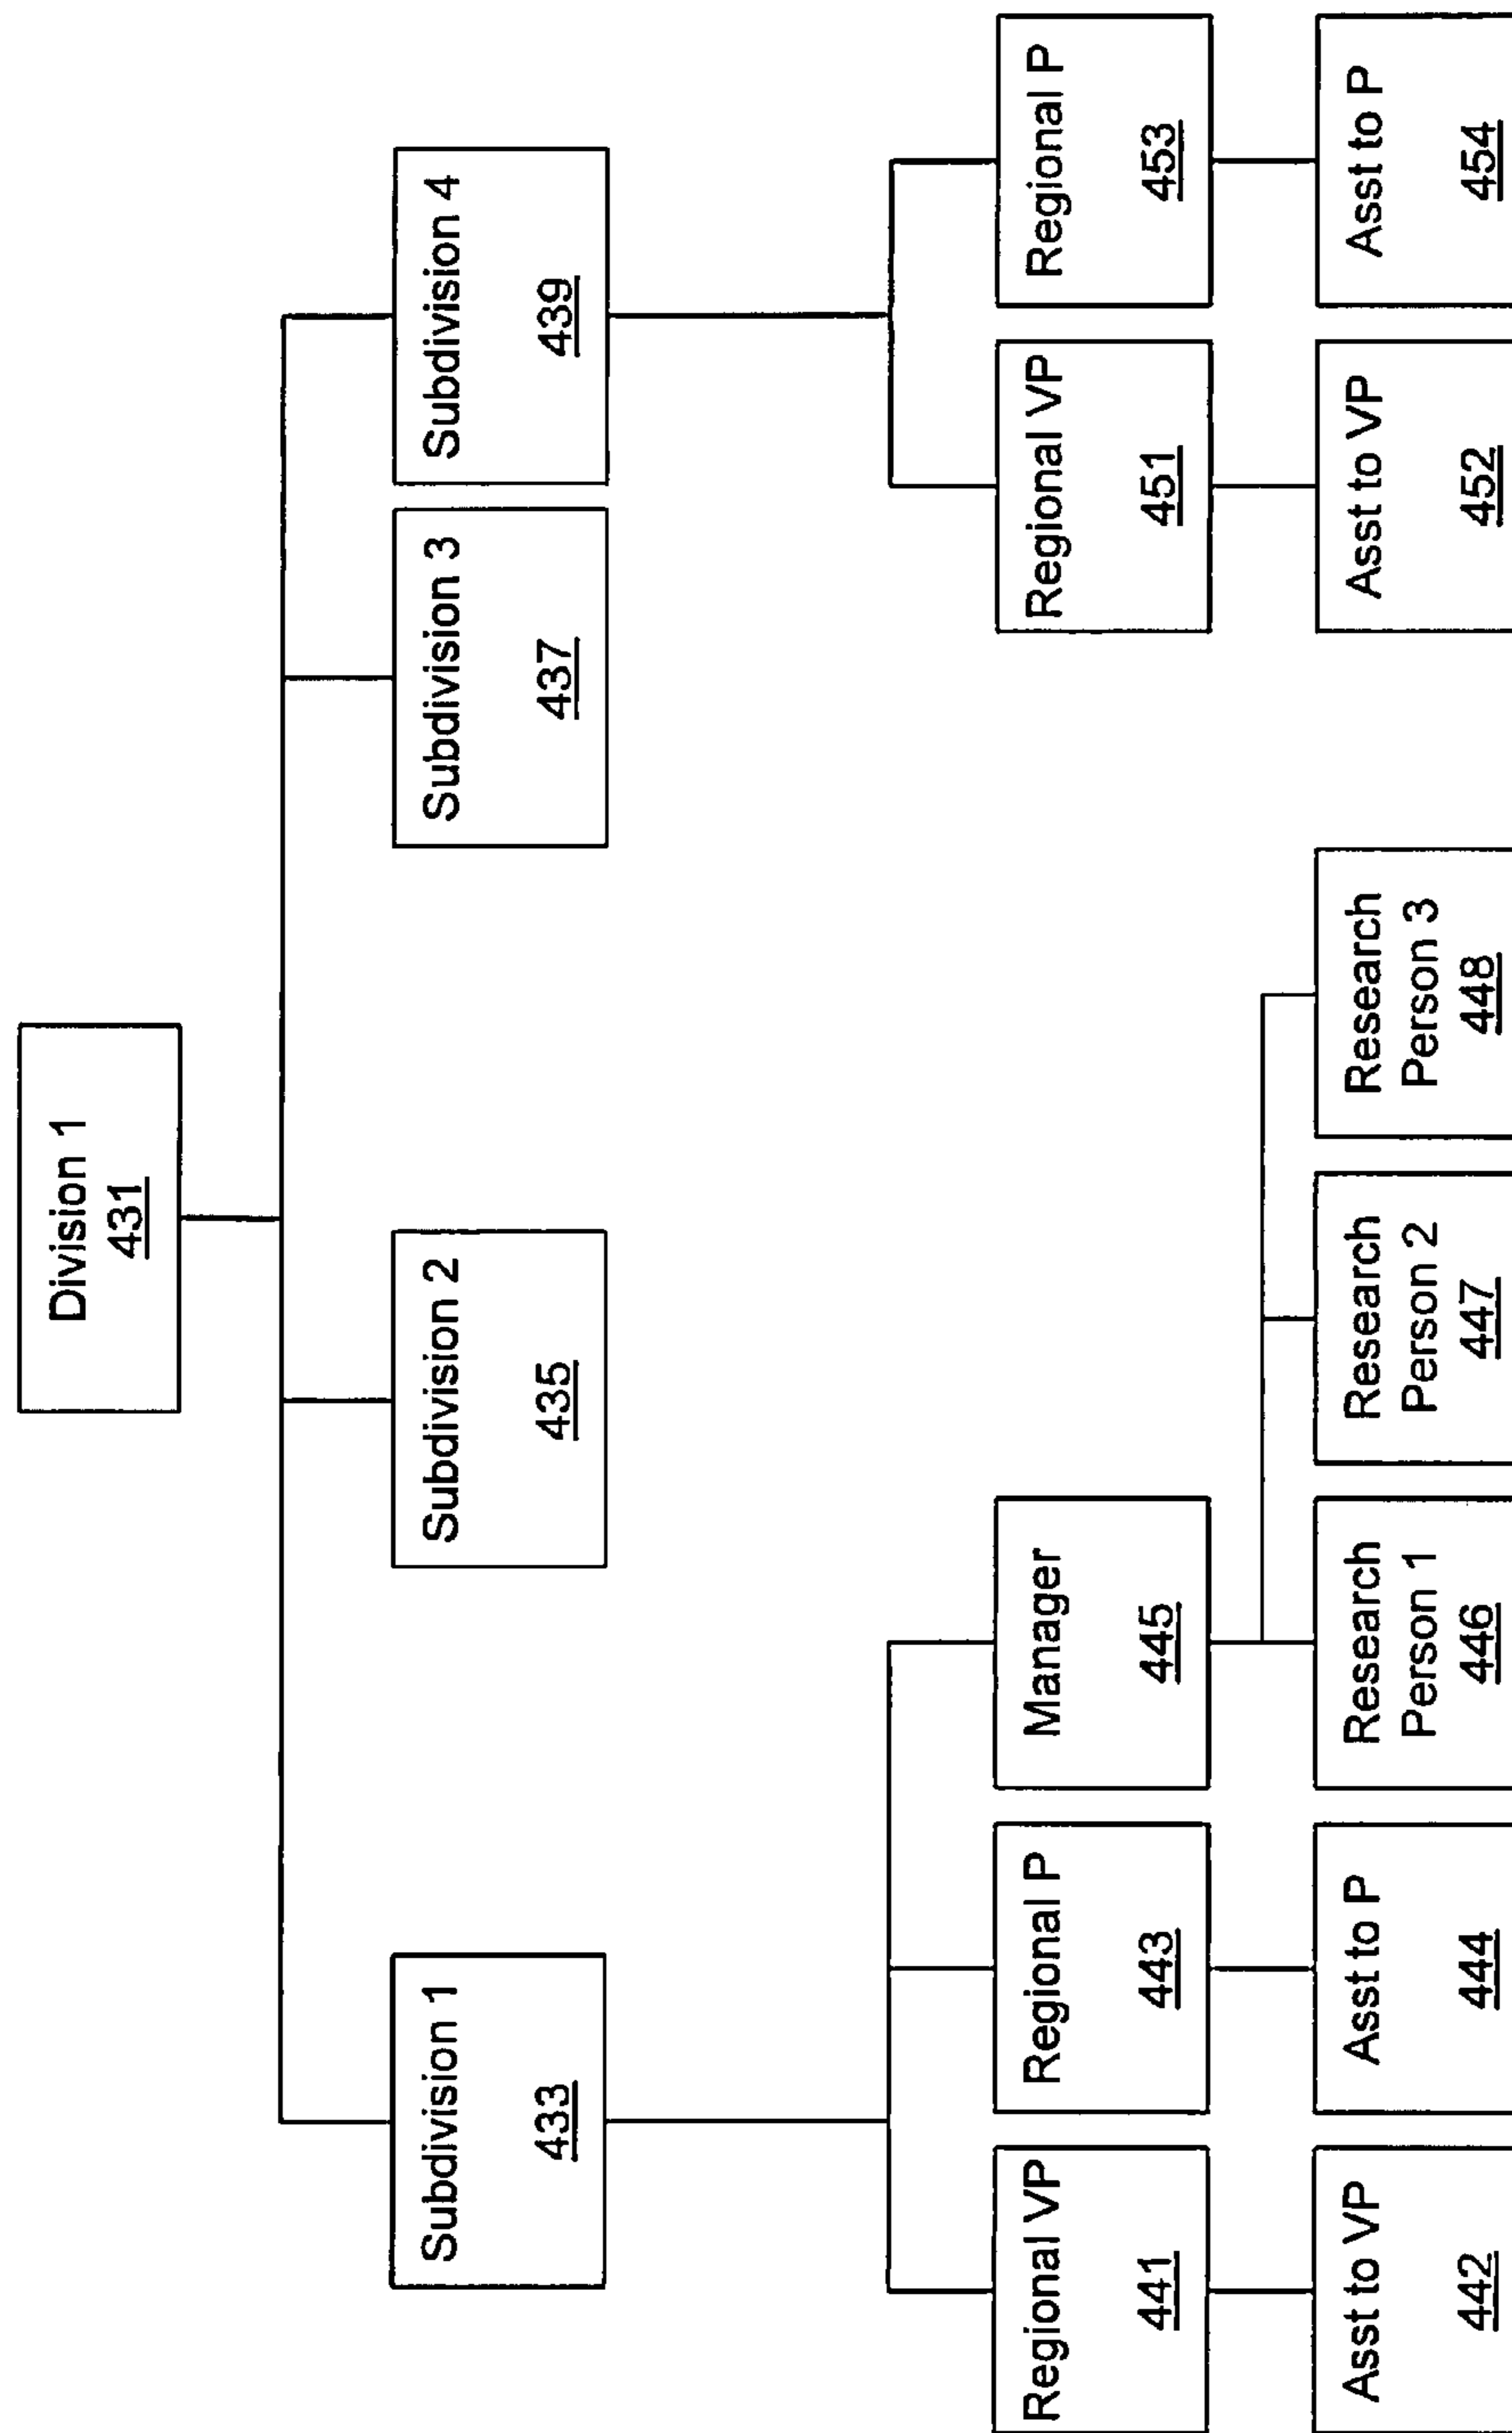 Division 1
431
Subdivision 1
433
Subdivision 2
435
Subdivision 3
437
Subdivision 4
439
Regional VP
441
Regional P
443
Manager
445
Regional VP
451
Regional P
453
Asst to VP
442
Asst to P
444
Research
Person 1
446
Research
Person 2
447
Research
Person 3
448
Asst to VP
452
Asst to P
454